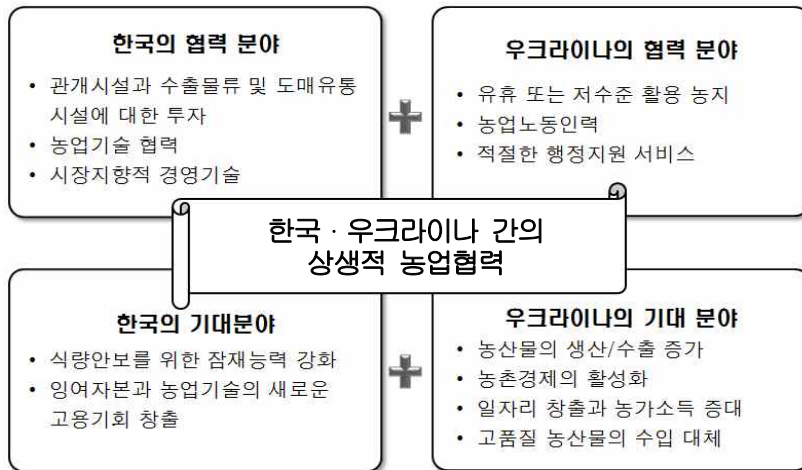 한국의 협력 분야
• 관개시설과 수출물류 및 도매유통
시설에 대한 투자
• 농업기술 협력
• 시장지향적 경영기술
우크라이나의 협력 분야
• 유휴 또는 저수준 활용 농지
• 농업노동인력
• 적절한 행정지원 서비스
한국 · 우크라이나 간의
상생적 농업협력
한국의 기대분야
• 식량안보를 위한 잠재능력 강화
• 잉여자본과 농업기술의 새로운
고용기회 창출
우크라이나의 기대 분야
• 농산물의 생산/수출 증가
• 농촌경제의 활성화
• 일자리 창출과 농가소득 증대
• 고품질 농산물의 수입 대체